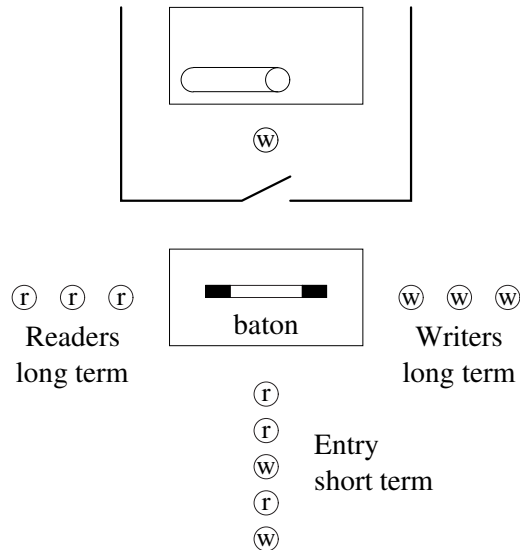 w
r r r
baton
w w w
Readers
long term
Writers
long term
r
r
w
r
w
Entry
short term